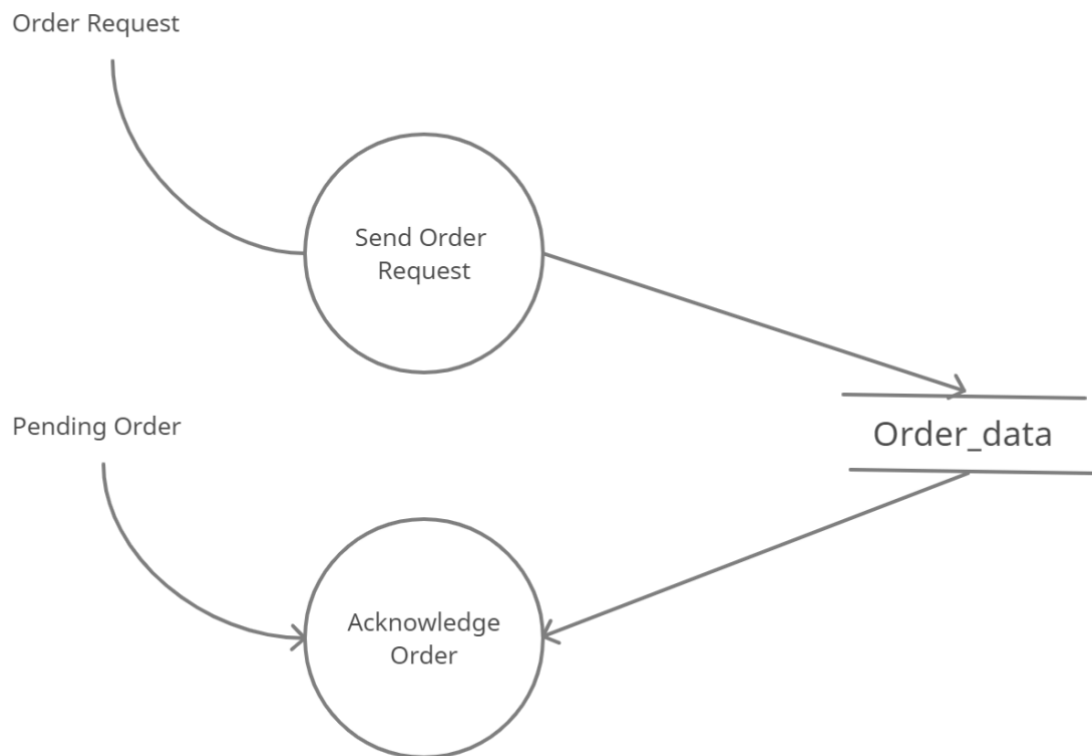 Order Request
Send Order
Request
Pending Order
Order_data
Acknowledge
Order